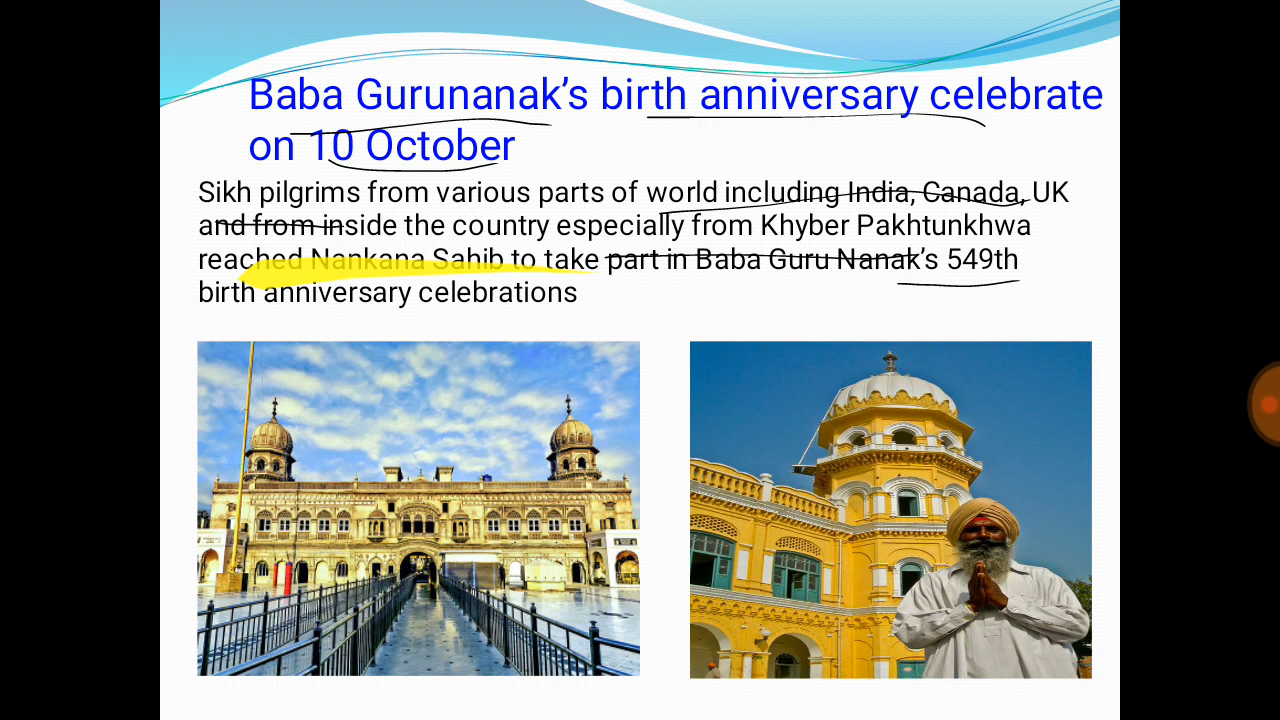 Baba Gurunanak’s birth anniversary celebrate
on 10 October
Sikh pilgrims from various parts of world including India, Canada, UK
and from inside the country especially from Khyber Pakhtunkhwa
reached Nankana Sahib to take part in Baba Guru Nanak’s 549th
birth anniversary celebrations